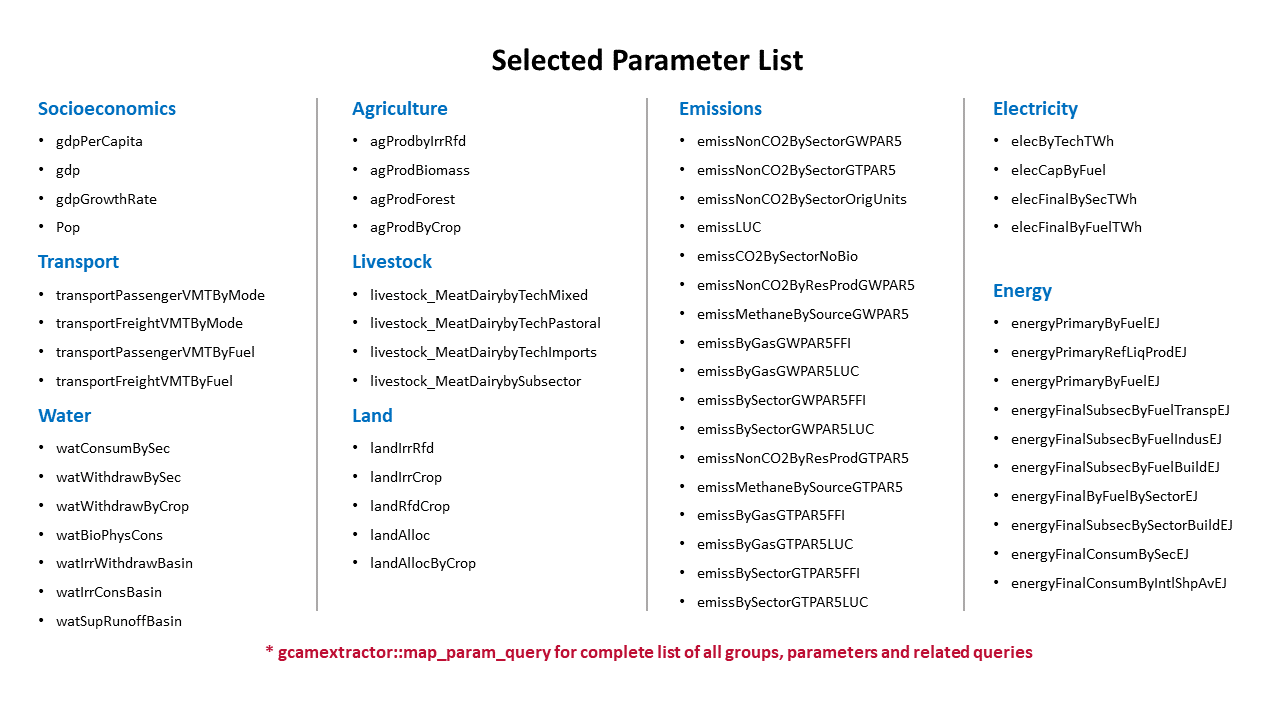 Selected Parameter List
Socioeconomics
• gdpPerCapita
• gdp
• gdpGrowthRate
• Pop
Transport
• transportPassengerVMTByMode
• transportFreightVMTByMode
• transportPassengerVMTByFuel
• transportFreightVMTByFuel
Water
• watConsumBySec
• watWithdrawBySec
• watWithdrawByCrop
• watBioPhysCons
• watIrrWithdrawBasin
• watIrrConsBasin
• watSupRunoffBasin
Agriculture
• agProdbyIrrRfd
• agProdBiomass
• agProdForest
• agProdByCrop
Livestock
• livestock_MeatDairybyTechMixed
• livestock_MeatDairybyTechPastoral
• livestock_MeatDairybyTechImports
• livestock_MeatDairybySubsector
Land
• landIrrRfd
• landIrrCrop
• landRfdCrop
• landAlloc
• landAllocByCrop
Emissions
• emissNonCO2BySectorGWPAR5
• emissNonCO2BySectorGTPAR5
• emissNonCO2BySectorOrigUnits
• emissLUC
• emissCO2BySectorNoBio
• emissNonCO2ByResProdGWPAR5
• emissMethaneBySourceGWPAR5
• emissByGasGWPAR5FFI
• emissByGasGWPAR5LUC
• emissBySectorGWPAR5FFI
• emissBySectorGWPAR5LUC
• emissNonCO2ByResProdGTPAR5
• emissMethaneBySourceGTPAR5
• emissByGasGTPAR5FFI
• emissByGasGTPAR5LUC
• emissBySectorGTPAR5FFI
• emissBySectorGTPAR5LUC
Electricity
• elecByTechTWh
• elecCapByFuel
• elecFinalBySecTWh
• elecFinalByFuelTWh
Energy
• energyPrimaryByFuelEJ
• energyPrimaryRefLiqProdEJ
• energyPrimaryByFuelEJ
• energyFinalSubsecByFuelTranspEJ
• energyFinalSubsecByFuelIndusEJ
• energyFinalSubsecByFuelBuildEJ
• energyFinalByFuelBySectorEJ
• energyFinalSubsecBySectorBuildEJ
• energyFinalConsumBySecEJ
• energyFinalConsumByIntlShpAvEJ
* gcamextractor::map_param_query for complete list of all groups, parameters and related queries